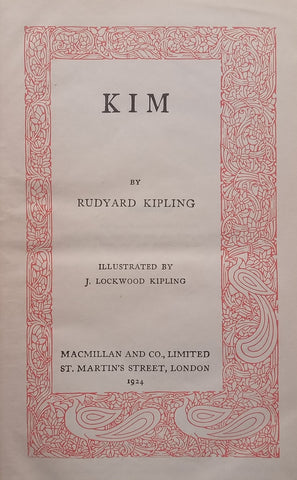 KIM
BY
RUDYARD KIPLING
ILLUSTRATED BY
J. LOCKWOOD KIPLING
MACMILLAN AND CO., LIMITED
ST. MARTIN'S STREET, LONDON
1924